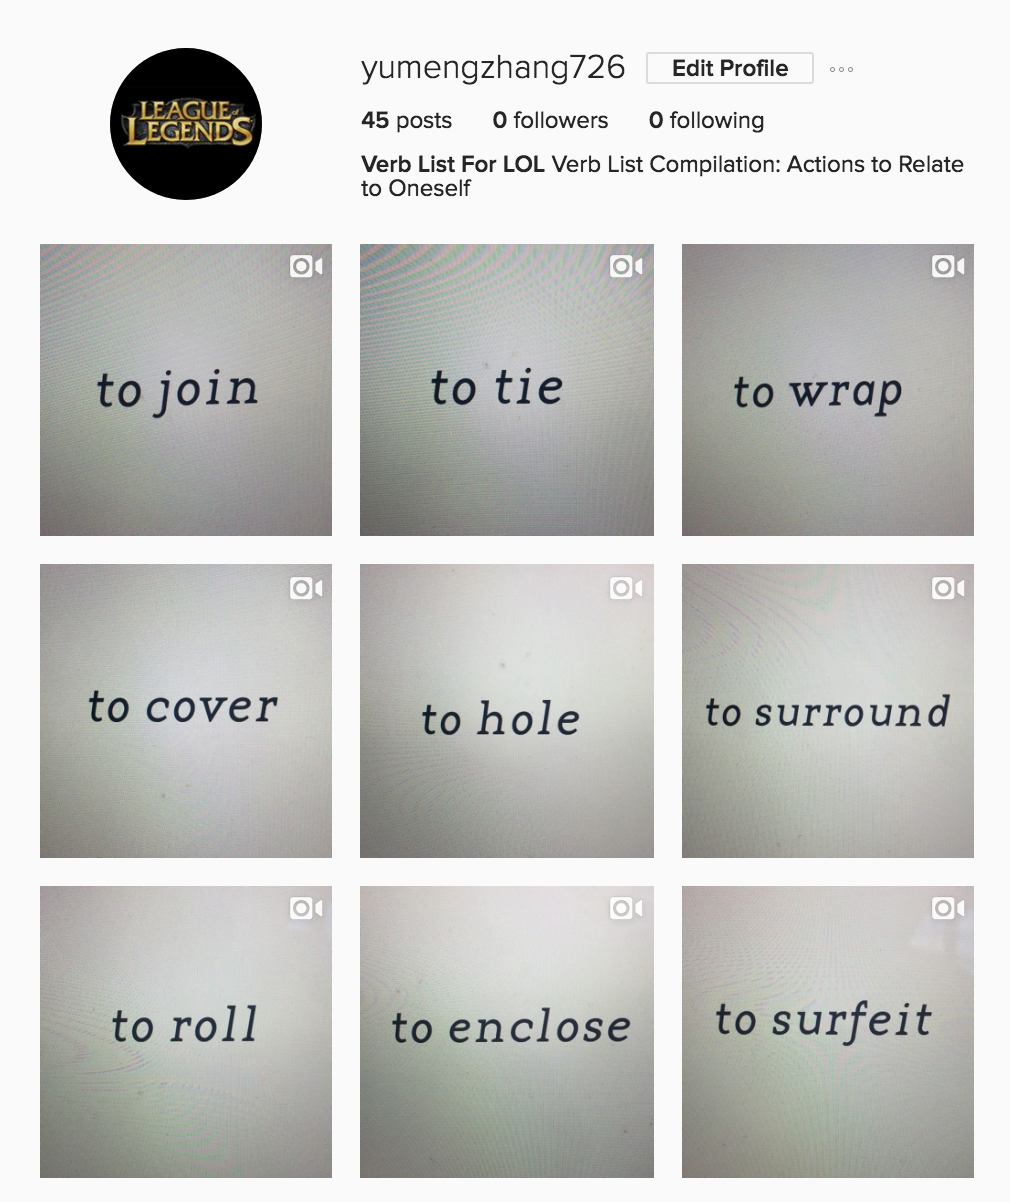 LEAGUE of
LEGENDS
yumengzhang726
Edit Profile
45 posts
0 followers
0 following
Verb List For LOL Verb List Compilation: Actions to Relate
to Oneself
to join
to tie
to wrap
to cover
to hole
to surround
to roll
to enclose
to surfeit